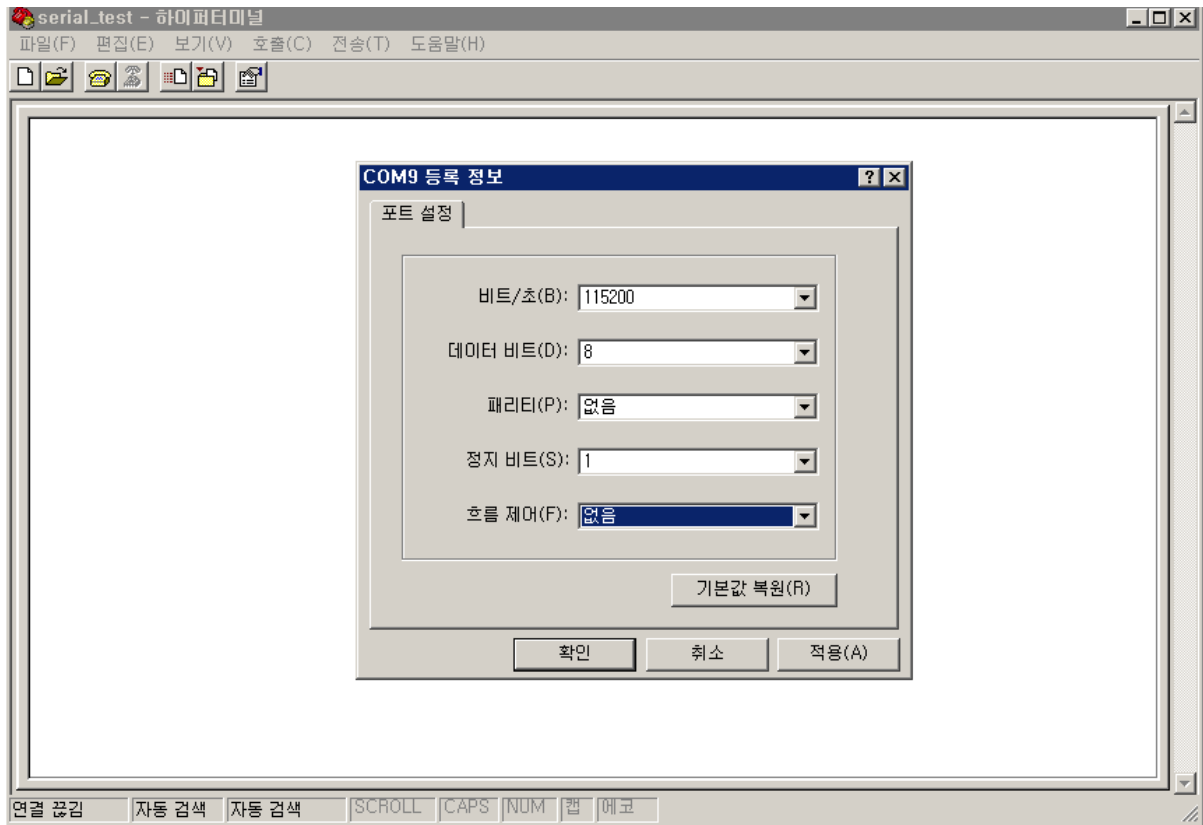 serial_test - 하이퍼터미널
파일(F) 편집(E) 보기(V) 호출(C) 전송(T) 도움말(H)
COM9 등록 정보
포트 설정
비트/초(B): 115200
데이터 비트(D): 8
패리티(P): 없음
정지 비트(S): 1
흐름 제어(F): 없음
기본값 복원(R)
확인 취소 적용(A)
연결 끊김 자동 검색 자동 검색 SCROLL CAPS NUM 캡 에코